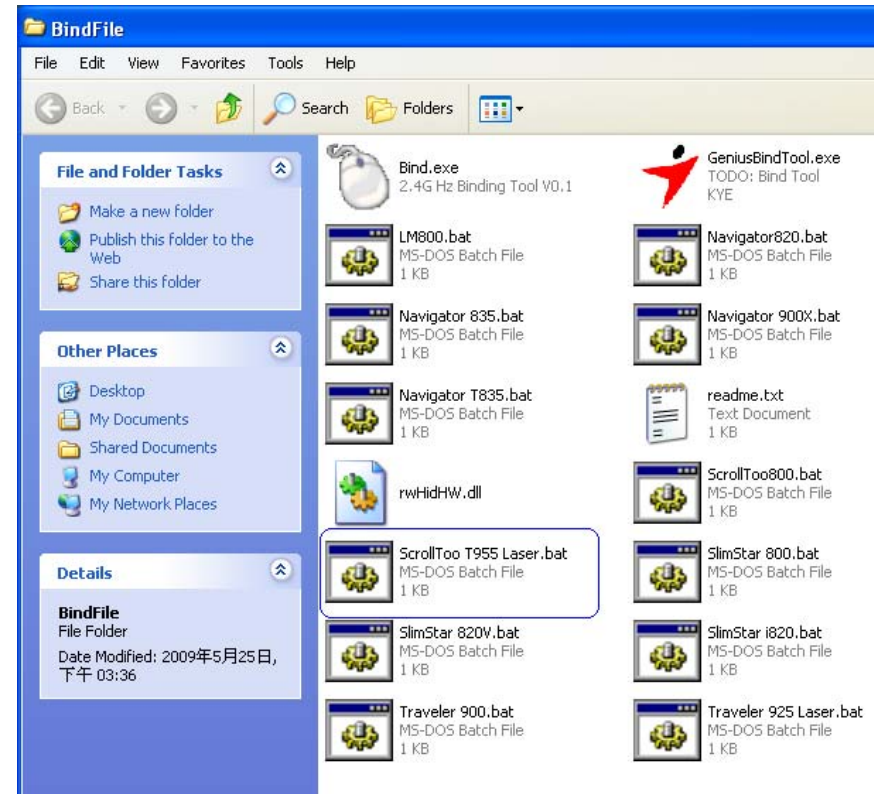 BindFile
File Edit View Favorites Tools Help
Back Search Folders
File and Folder Tasks
Make a new folder
Publish this folder to the
Web
Share this folder
Other Places
Desktop
My Documents
Shared Documents
My Computer
My Network Places
Details
BindFile
File Folder
Date Modified: 2009年5月25日,
下午 03:36
Bind.exe
2.4G Hz Binding Tool V0.1
GeniusBindTool.exe
TODO: Bind Tool
KYE
LM800.bat
MS-DOS Batch File
1 KB
Navigator820.bat
MS-DOS Batch File
1 KB
Navigator 835.bat
MS-DOS Batch File
1 KB
Navigator 900X.bat
MS-DOS Batch File
1 KB
Navigator T835.bat
MS-DOS Batch File
1 KB
readme.txt
Text Document
1 KB
rwHidHW.dll
ScrollToo800.bat
MS-DOS Batch File
1 KB
ScrollToo T955 Laser.bat
MS-DOS Batch File
1 KB
SlimStar 800.bat
MS-DOS Batch File
1 KB
SlimStar 820V.bat
MS-DOS Batch File
1 KB
SlimStar i820.bat
MS-DOS Batch File
1 KB
Traveler 900.bat
MS-DOS Batch File
1 KB
Traveler 925 Laser.bat
MS-DOS Batch File
1 KB